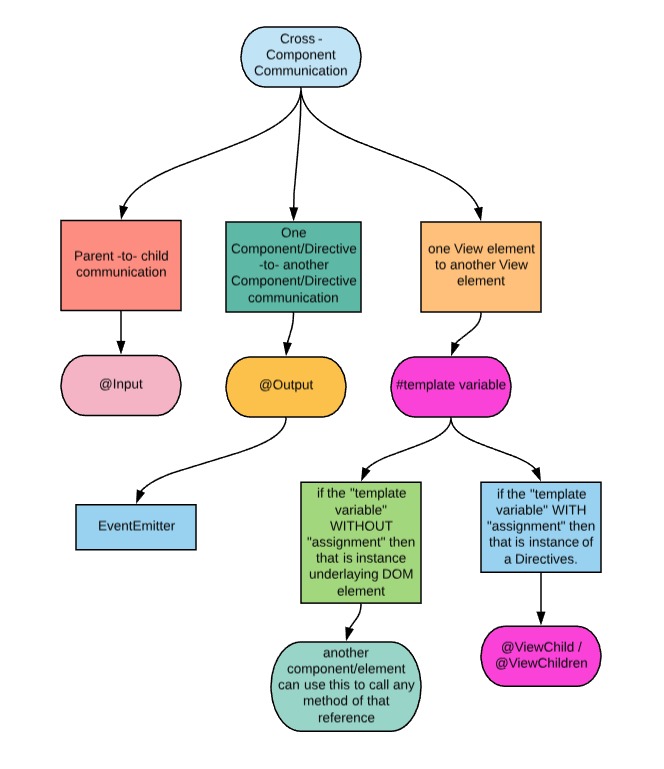 Cross -
Component
Communication
Parent -to- child
communication
One
Component/Directive
-to- another
Component/Directive
communication
one View element
to another View
element
@Input
@Output
#template variable
EventEmitter
if the "template
variable"
WITHOUT
"assignment" then
that is instance
underlaying DOM
element
if the "template
variable" WITH
"assignment" then
that is instance of
a Directives.
another
component/element
can use this to call any
method of that
reference
@ViewChild /
@ViewChildren